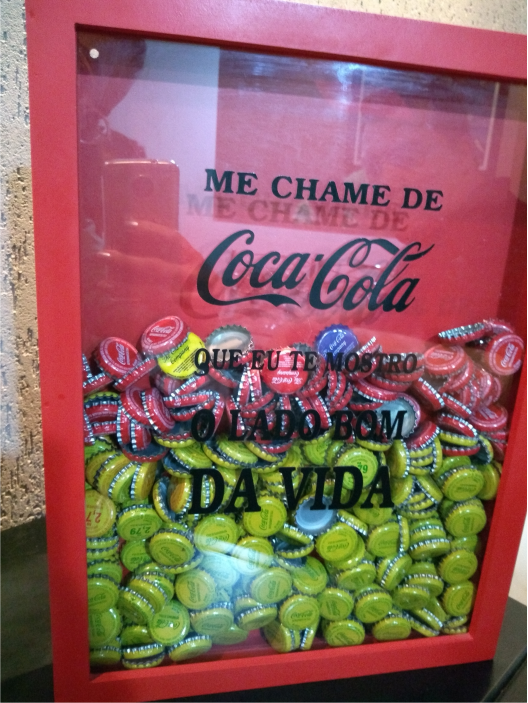 ME CHAME DE
Coca-Cola
QUE EU TE MOSTRO
O LADO BOM
DA VIDA